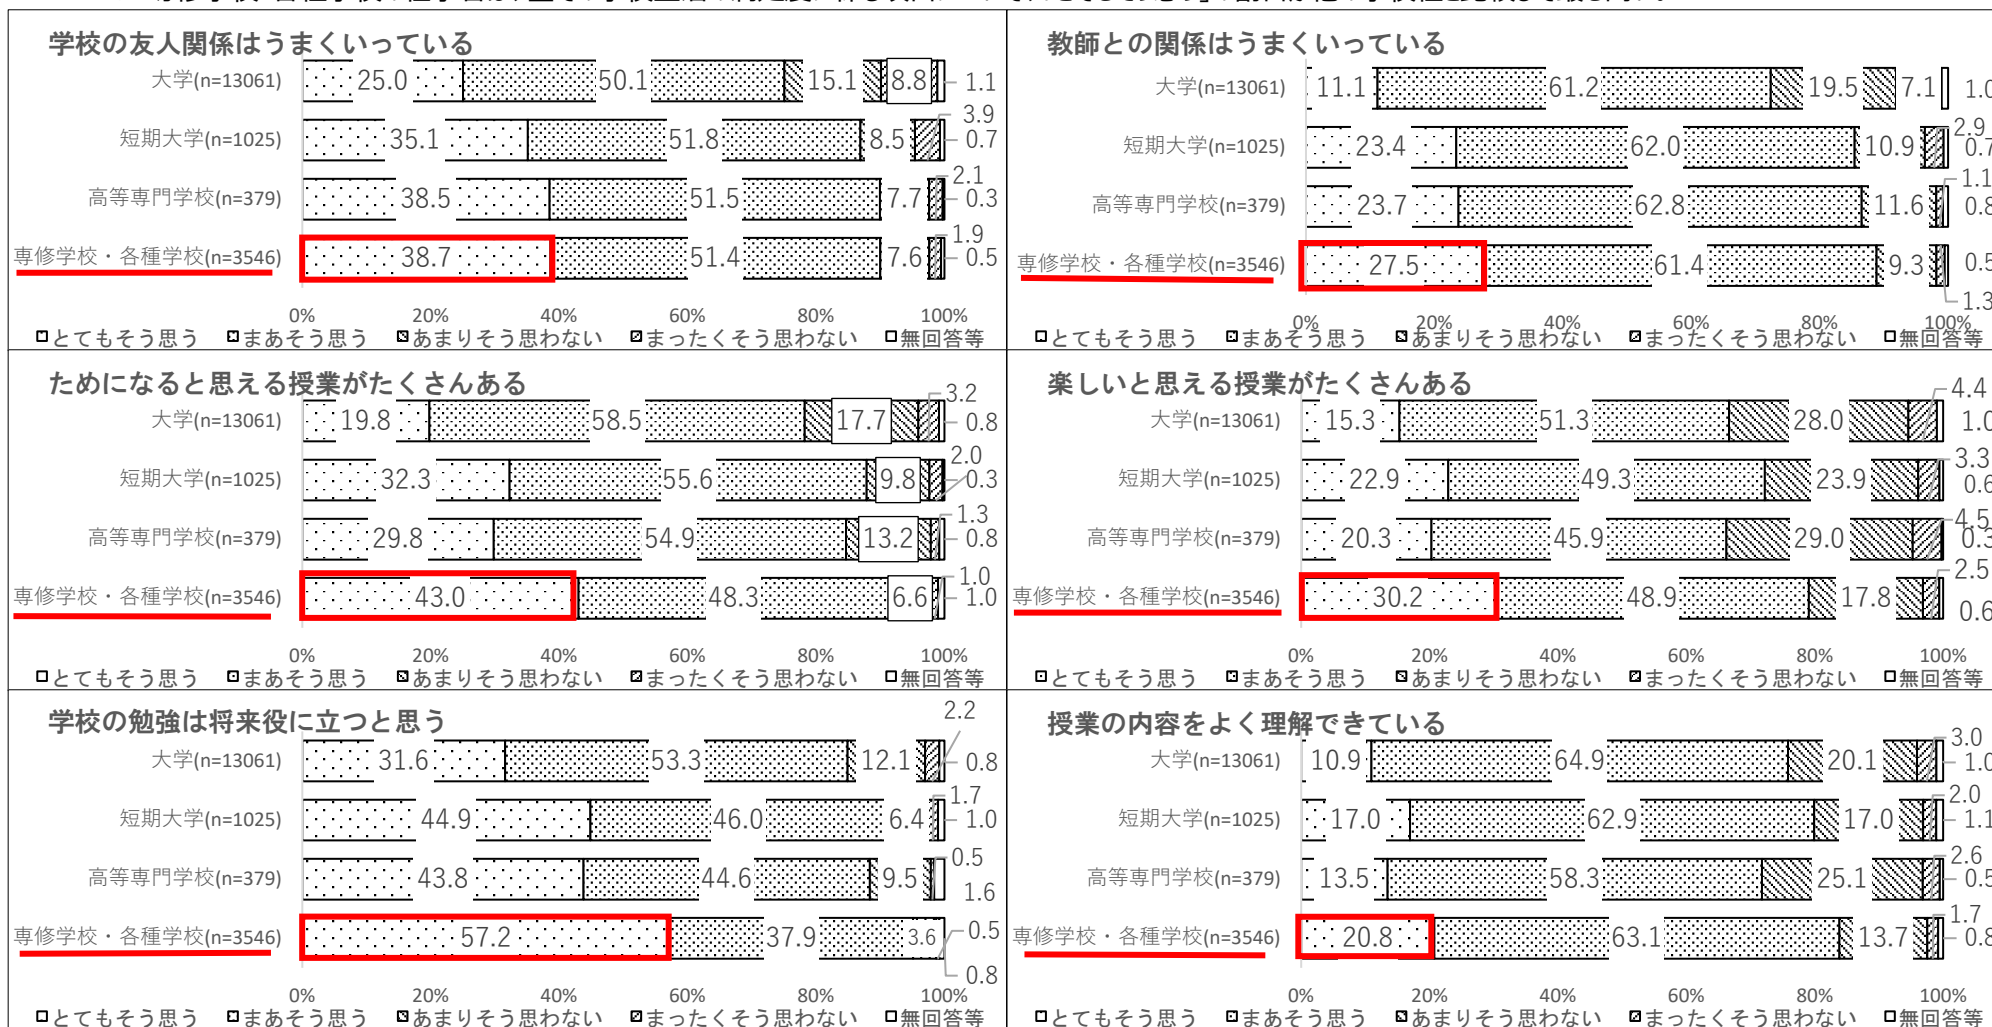 学校の友人関係はうまくいっている
大学(n=13061) 25.0 50.1 15.1 8.8 1.1
短期大学(n=1025) 35.1 51.8 8.5 3.9 0.7
高等専門学校(n=379) 38.5 51.5 7.7 2.1 0.3
専修学校・各種学校(n=3546) 38.7 51.4 7.6 1.9 0.5
0% 20% 40% 60% 80% 100%
とてもそう思う まあそう思う あまりそう思わない まったくそう思わない 無回答等
教師との関係はうまくいっている
大学(n=13061) 11.1 61.2 19.5 7.1 1.0
短期大学(n=1025) 23.4 62.0 10.9 2.9 0.7
高等専門学校(n=379) 23.7 62.8 11.6 1.1 0.8
専修学校・各種学校(n=3546) 27.5 61.4 9.3 0.5 1.3
0% 20% 40% 60% 80% 100%
とてもそう思う まあそう思う あまりそう思わない まったくそう思わない 無回答等
ためになると思える授業がたくさんある
大学(n=13061) 19.8 58.5 17.7 3.2 0.8
短期大学(n=1025) 32.3 55.6 9.8 2.0 0.3
高等専門学校(n=379) 29.8 54.9 13.2 1.3 0.8
専修学校・各種学校(n=3546) 43.0 48.3 6.6 1.0 1.0
0% 20% 40% 60% 80% 100%
とてもそう思う まあそう思う あまりそう思わない まったくそう思わない 無回答等
楽しいと思える授業がたくさんある
大学(n=13061) 15.3 51.3 28.0 4.4 1.0
短期大学(n=1025) 22.9 49.3 23.9 3.3 0.6
高等専門学校(n=379) 20.3 45.9 29.0 4.5 0.3
専修学校・各種学校(n=3546) 30.2 48.9 17.8 2.5 0.6
0% 20% 40% 60% 80% 100%
とてもそう思う まあそう思う あまりそう思わない まったくそう思わない 無回答等
学校の勉強は将来役に立つと思う
大学(n=13061) 31.6 53.3 12.1 2.2 0.8
短期大学(n=1025) 44.9 46.0 6.4 1.7 1.0
高等専門学校(n=379) 43.8 44.6 9.5 0.5 1.6
専修学校・各種学校(n=3546) 57.2 37.9 3.6 0.5 0.8
0% 20% 40% 60% 80% 100%
とてもそう思う まあそう思う あまりそう思わない まったくそう思わない 無回答等
授業の内容をよく理解できている
大学(n=13061) 10.9 64.9 20.1 3.0 1.0
短期大学(n=1025) 17.0 62.9 17.0 2.0 1.1
高等専門学校(n=379) 13.5 58.3 25.1 2.6 0.5
専修学校・各種学校(n=3546) 20.8 63.1 13.7 1.7 0.8
0% 20% 40% 60% 80% 100%
とてもそう思う まあそう思う あまりそう思わない まったくそう思わない 無回答等